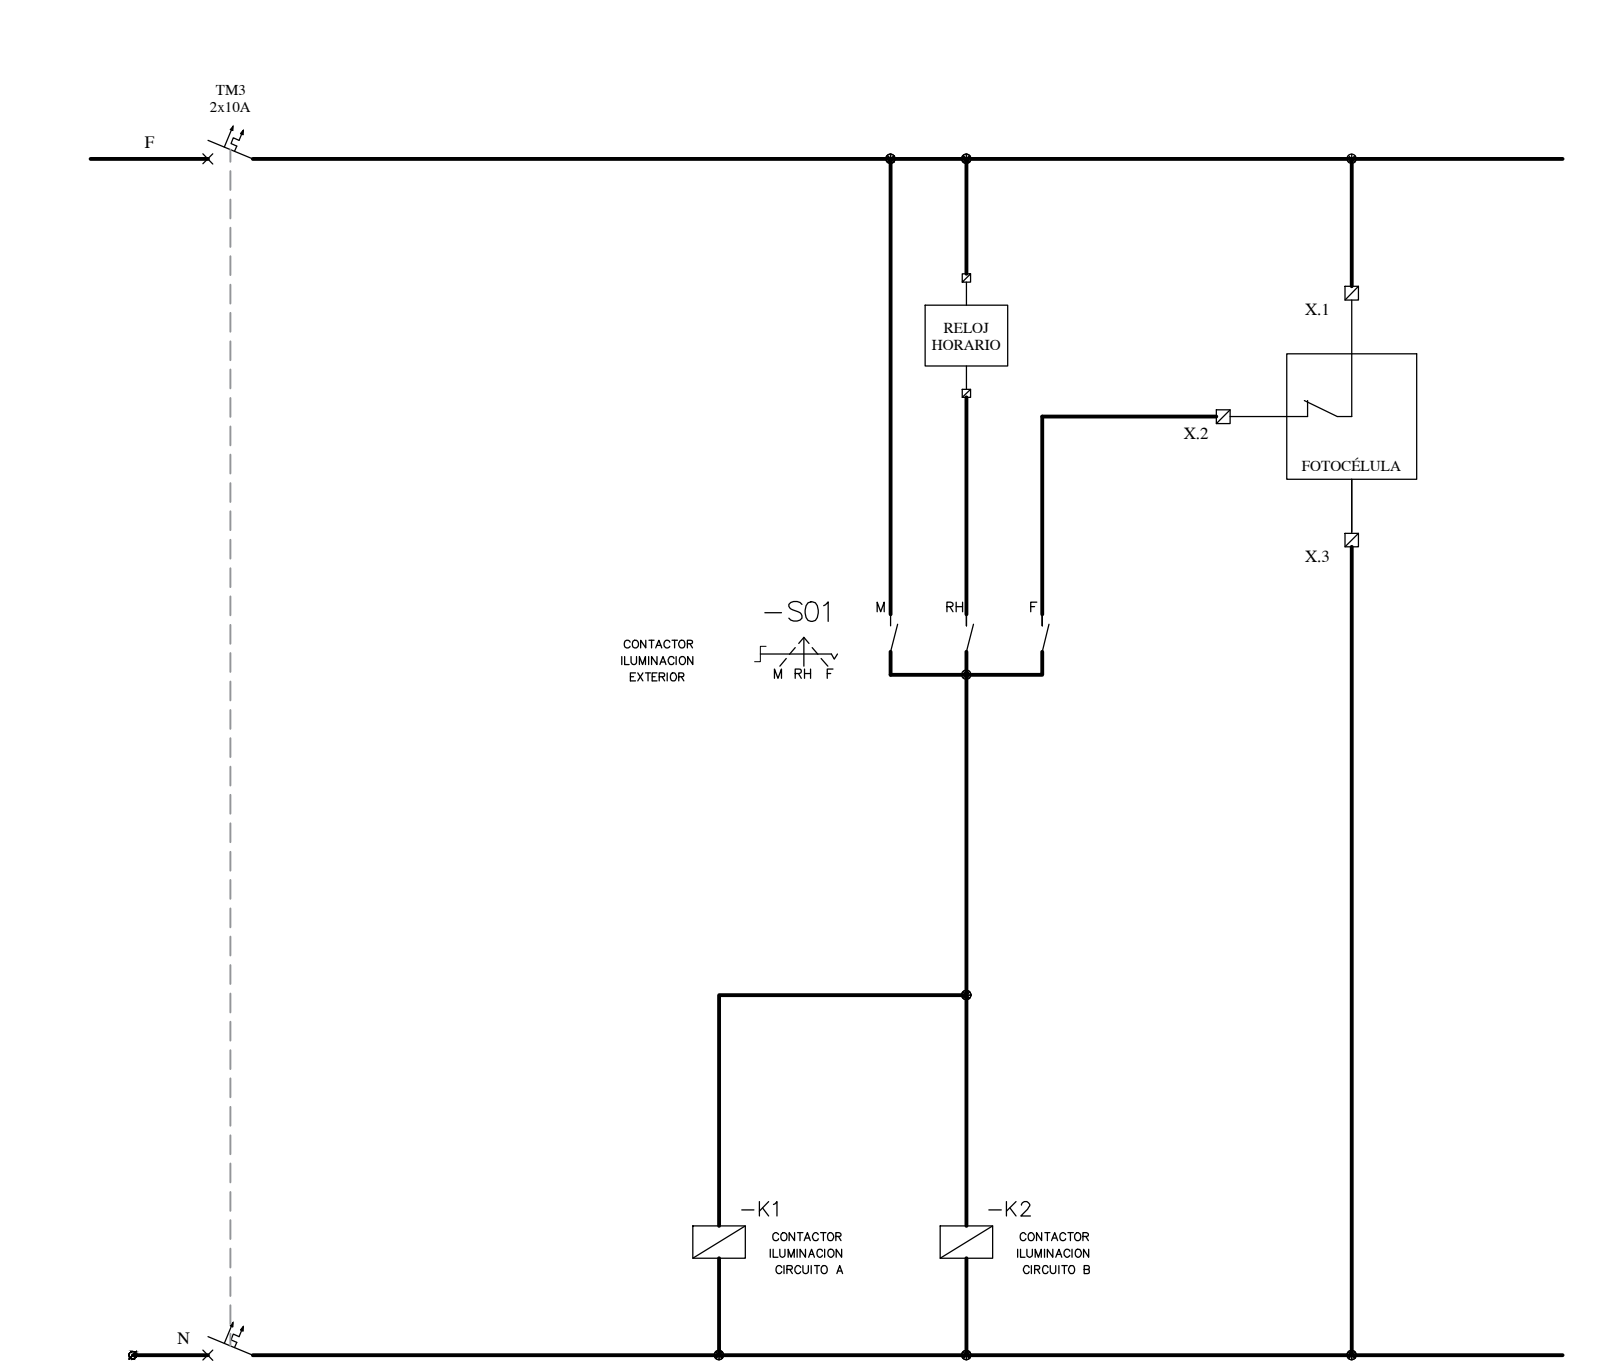 TM3
2x10A
F
RELOJ
HORARIO
X.1
X.2
FOTOCÉLULA
X.3
-S01
M
RH
F
CONTACTOR
ILUMINACION
EXTERIOR
M RH F
-K1
CONTACTOR
ILUMINACION
CIRCUITO A
-K2
CONTACTOR
ILUMINACION
CIRCUITO B
N